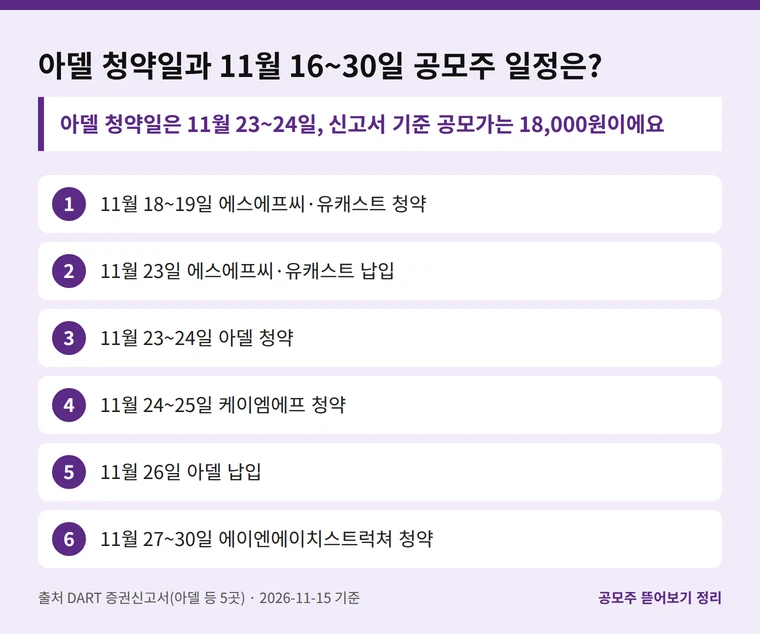 아델 청약일과 11월 16~30일 공모주 일정은?
아델 청약일은 11월 23~24일, 신고서 기준 공모가는 18,000원이에요
1 11월 18~19일 에스에프씨·유캐스트 청약
2 11월 23일 에스에프씨·유캐스트 납입
3 11월 23~24일 아델 청약
4 11월 24~25일 케이엠에프 청약
5 11월 26일 아델 납입
6 11월 27~30일 에이엔에이치스트럭쳐 청약
출처 DART 증권신고서(아델 등 5곳) · 2026-11-15 기준
공모주 뜯어보기 정리